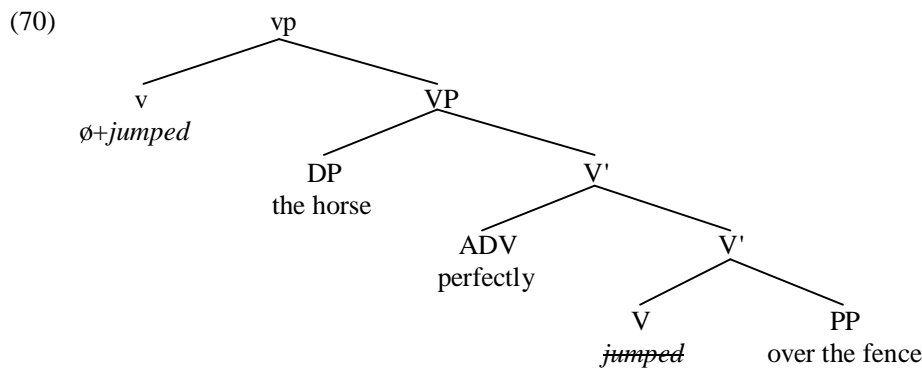 (70) vp
v VP
ø+jumped
DP V'
the horse
ADV V'
perfectly
V PP
jumped over the fence